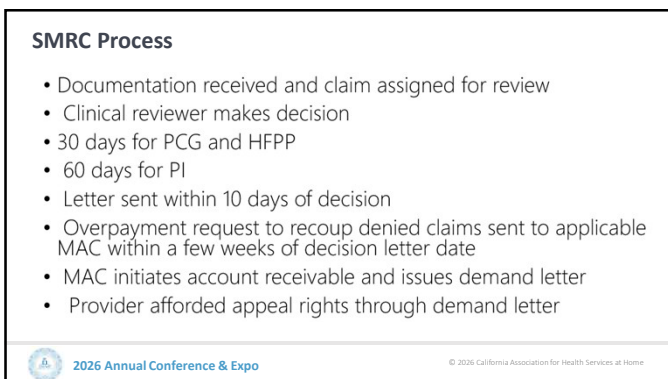 SMRC Process
• Documentation received and claim assigned for review
• Clinical reviewer makes decision
• 30 days for PCG and HFPP
• 60 days for PI
• Letter sent within 10 days of decision
• Overpayment request to recoup denied claims sent to applicable
MAC within a few weeks of decision letter date
• MAC initiates account receivable and issues demand letter
• Provider afforded appeal rights through demand letter
2026 Annual Conference & Expo
© 2026 California Association for Health Services at Home